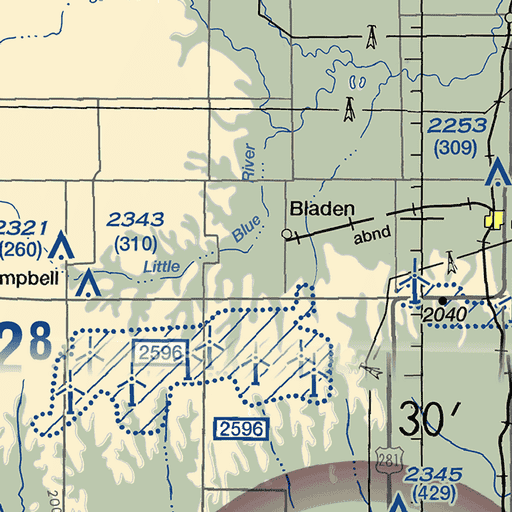 2253
(309)
River
Bladen
2343
(310)
2321
(260)
Blue
abnd
Little
mpbell
2040
28
2596
2596
30′
281
2345
(429)
200